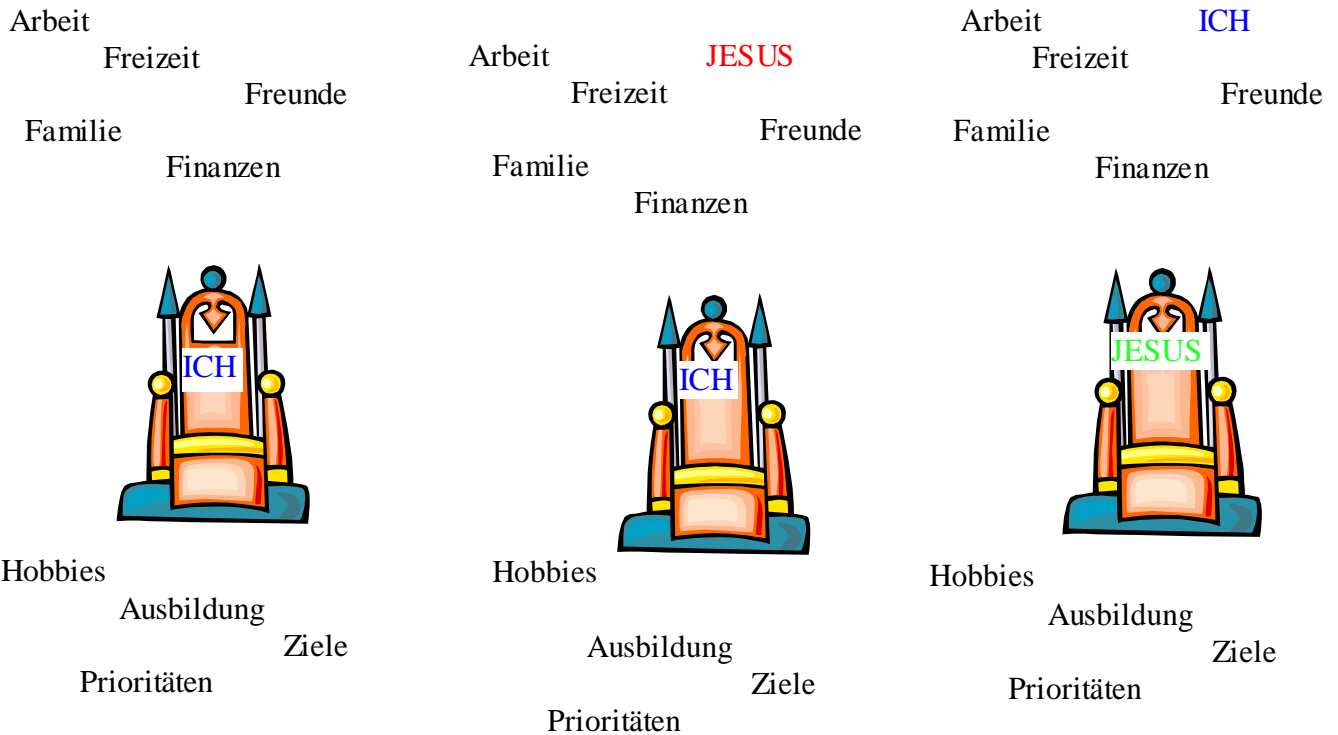 Arbeit
Freizeit
Freunde
Familie
Finanzen
ICH
Hobbies
Ausbildung
Ziele
Prioritäten
Arbeit JESUS
Freizeit
Freunde
Familie
Finanzen
ICH
Hobbies
Ausbildung
Ziele
Prioritäten
Arbeit ICH
Freizeit
Freunde
Familie
Finanzen
JESUS
Hobbies
Ausbildung
Ziele
Prioritäten